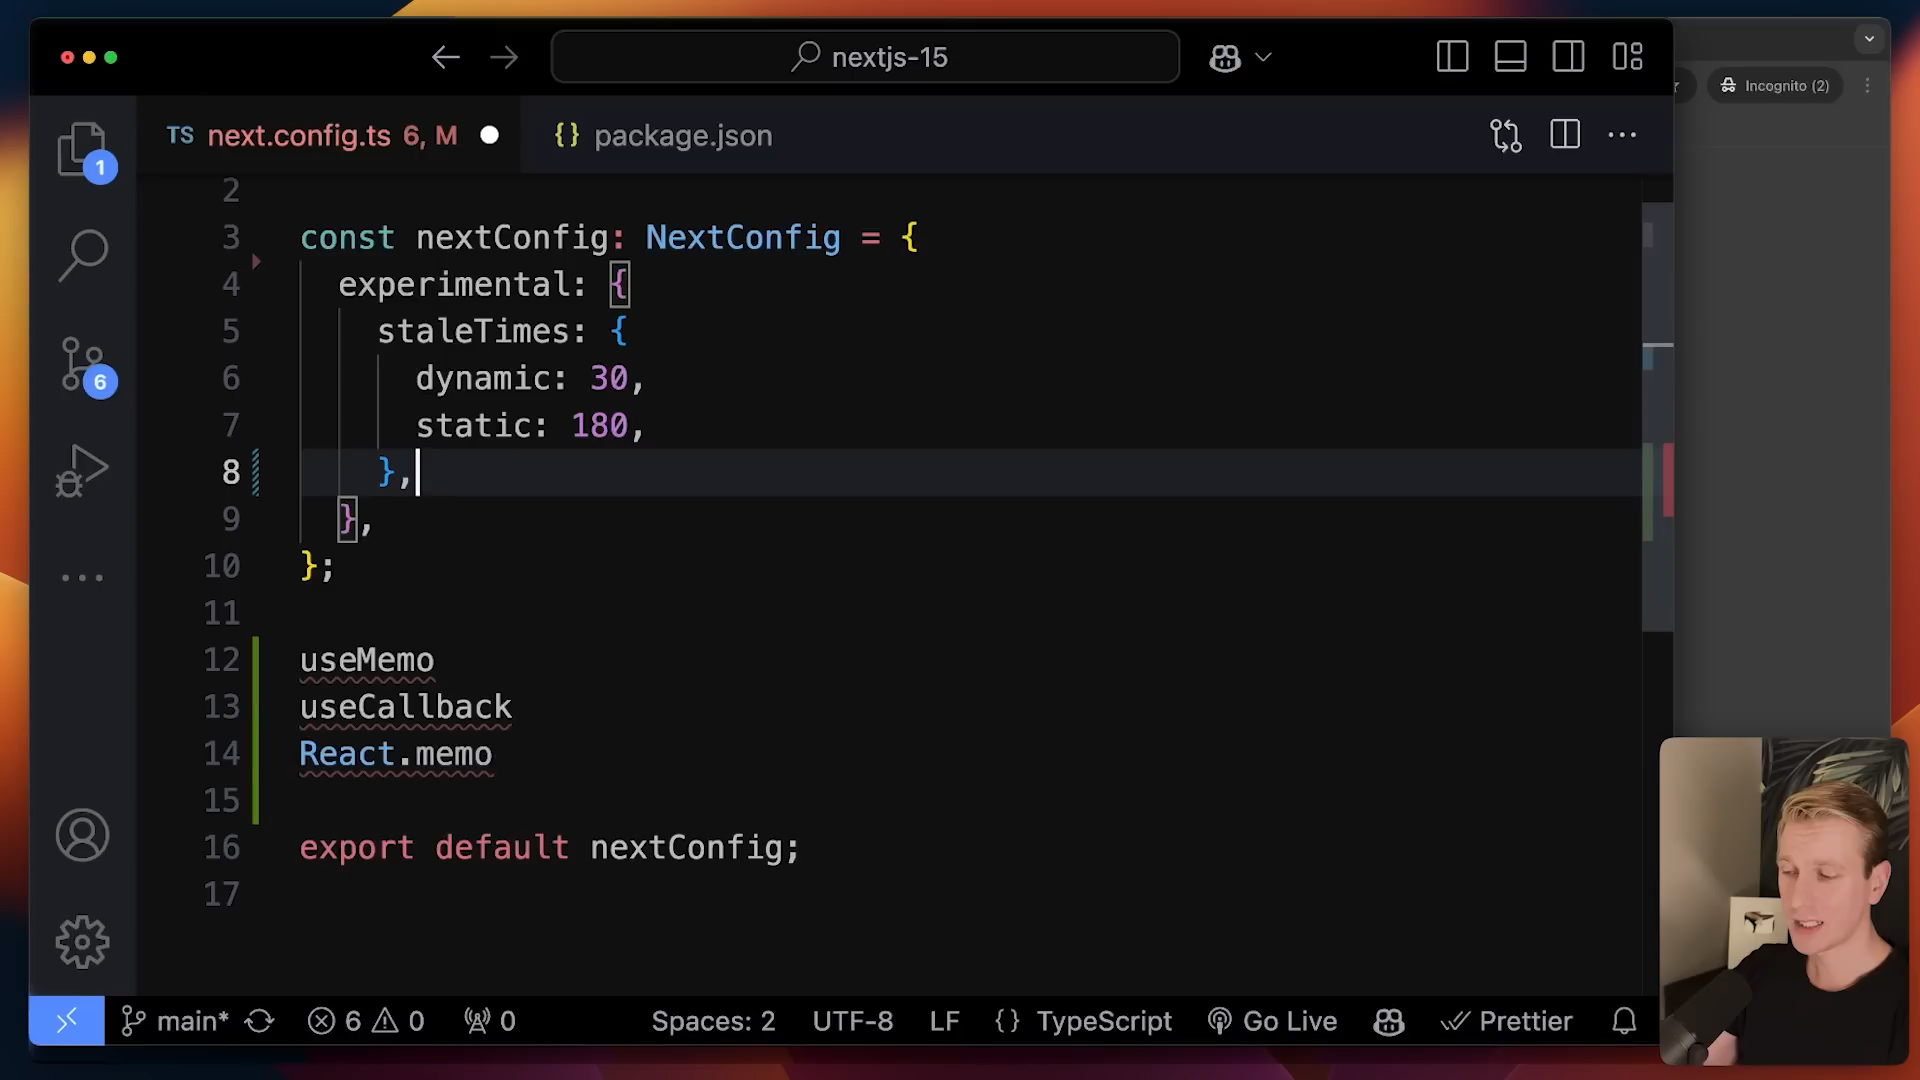 nextjs-15
Incognito (2)
TS next.config.ts 6, M
{} package.json
1
6
2
3 const nextConfig: NextConfig = {
4 experimental: {
5 staleTimes: {
6 dynamic: 30,
7 static: 180,
8 },
9 },
10 };
11
12 useMemo
13 useCallback
14 React.memo
15
16 export default nextConfig;
17
main* 6 0 0 Spaces: 2 UTF-8 LF {} TypeScript Go Live Prettier